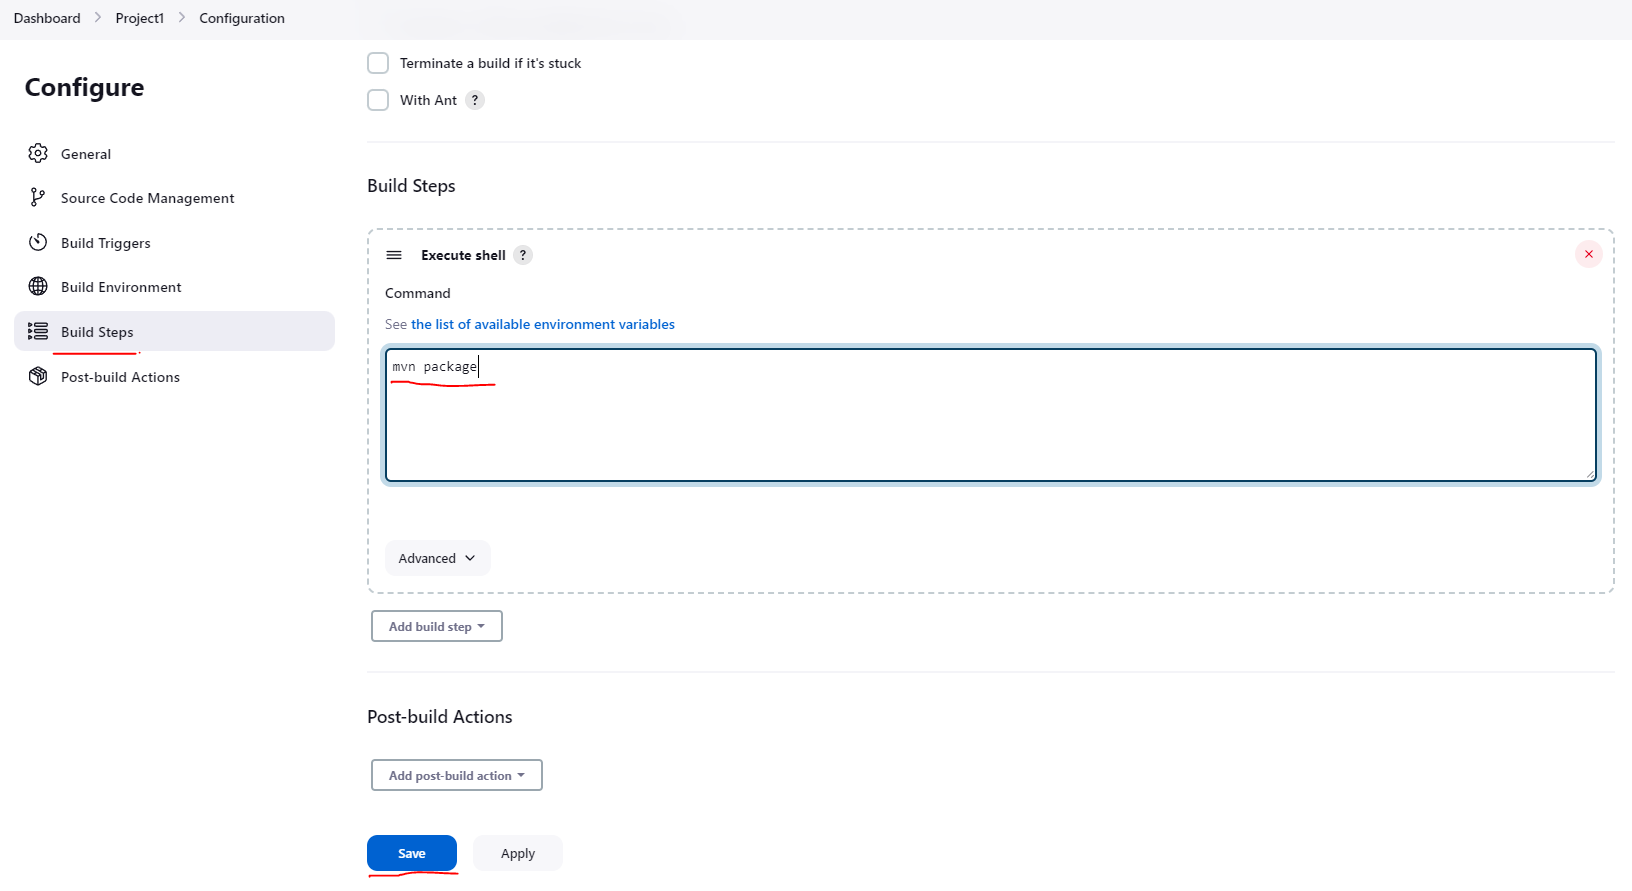 Dashboard > Project1 > Configuration
Configure
General
Source Code Management
Build Triggers
Build Environment
Build Steps
Post-build Actions
Terminate a build if it's stuck
With Ant ?
Build Steps
Execute shell ?
Command
See the list of available environment variables
mvn package
Advanced
Add build step
Post-build Actions
Add post-build action
Save Apply